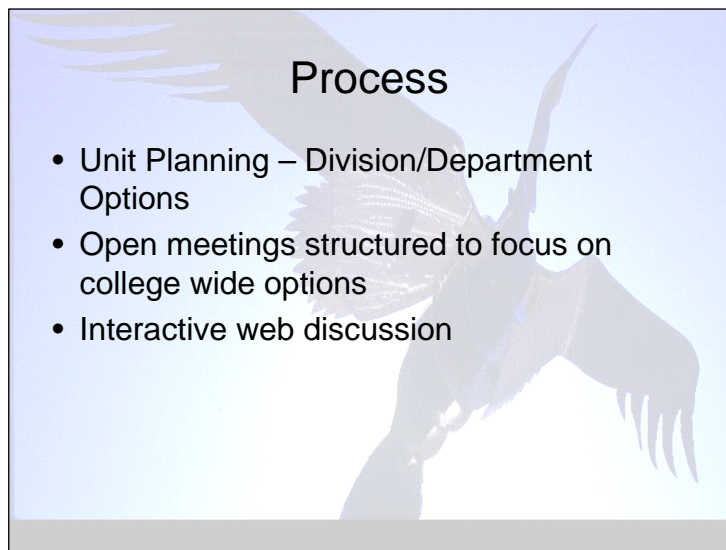 Process
• Unit Planning – Division/Department
Options
• Open meetings structured to focus on
college wide options
• Interactive web discussion